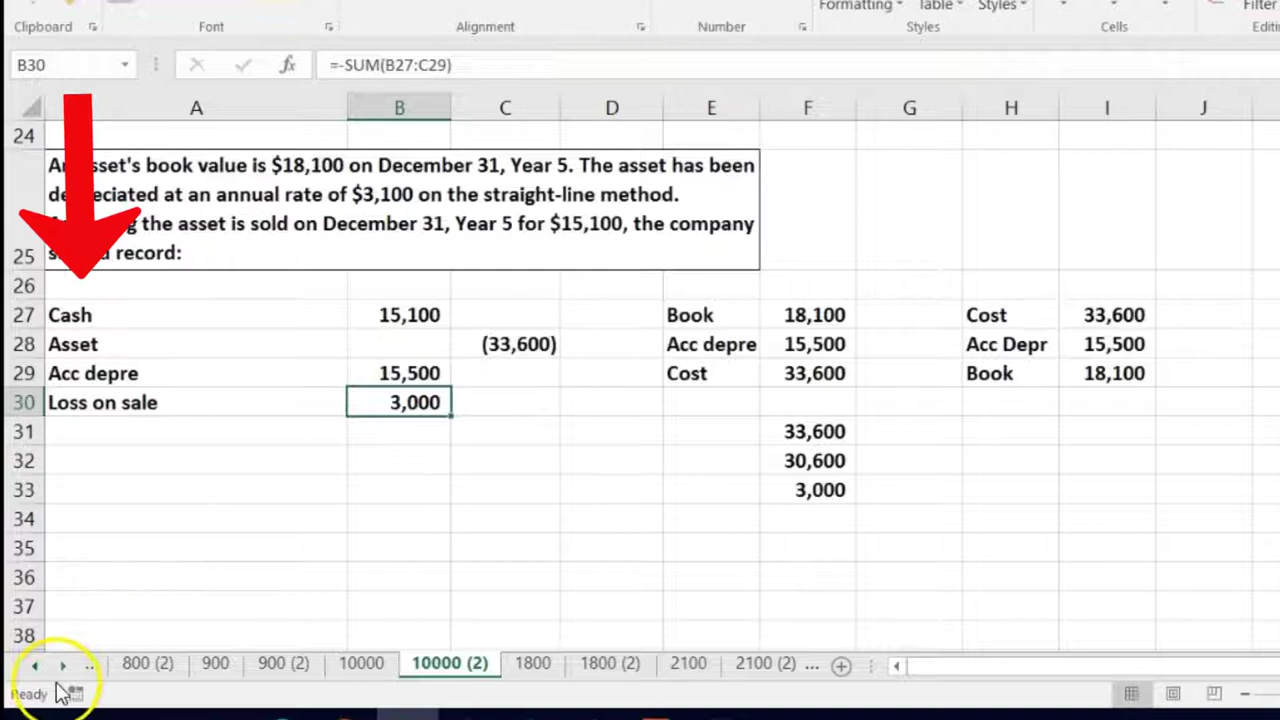 Formatting Table Styles Filter
Clipboard Font Alignment Number Styles Cells
B30 fx =-SUM(B27:C29)
A B C D E F G H I J
24
An asset's book value is $18,100 on December 31, Year 5. The asset has been
depreciated at an annual rate of $3,100 on the straight-line method.
the asset is sold on December 31, Year 5 for $15,100, the company
25 record:
26
27 Cash 15,100 Book 18,100 Cost 33,600
28 Asset (33,600) Acc depre 15,500 Acc Depr 15,500
29 Acc depre 15,500 Cost 33,600 Book 18,100
30 Loss on sale 3,000
31 33,600
32 30,600
33 3,000
34
35
36
37
38
.. 800 (2) 900 900 (2) 10000 10000 (2) 1800 1800 (2) 2100 2100 (2) ...
Ready